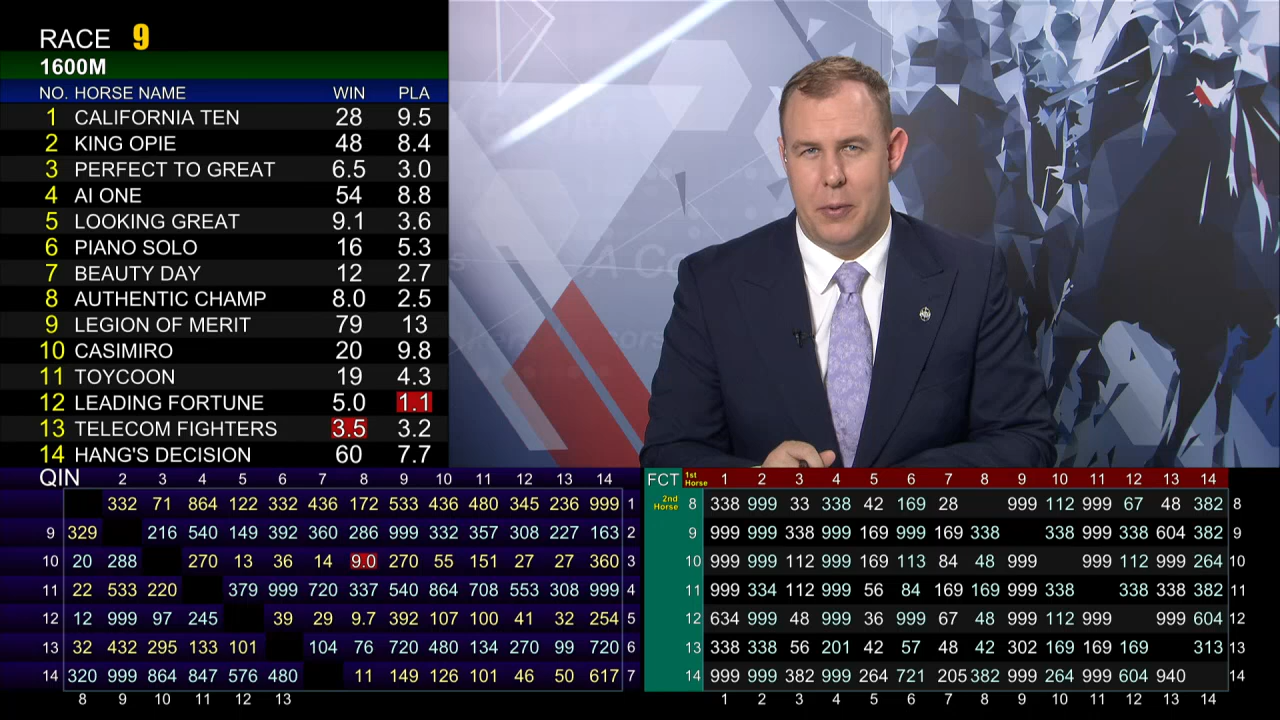 RACE 9
1600M
NO. HORSE NAME WIN PLA
1 CALIFORNIA TEN 28 9.5
2 KING OPIE 48 8.4
3 PERFECT TO GREAT 6.5 3.0
4 AI ONE 54 8.8
5 LOOKING GREAT 9.1 3.6
6 PIANO SOLO 16 5.3
7 BEAUTY DAY 12 2.7
8 AUTHENTIC CHAMP 8.0 2.5
9 LEGION OF MERIT 79 13
10 CASIMIRO 20 9.8
11 TOYCOON 19 4.3
12 LEADING FORTUNE 5.0 1.1
13 TELECOM FIGHTERS 3.5 3.2
14 HANG'S DECISION 60 7.7
A Co
QIN 2 3 4 5 6 7 8 9 10 11 12 13 14
332 71 864 122 332 436 172 533 436 480 345 236 999 1
9 329 216 540 149 392 360 286 999 332 357 308 227 163 2
10 20 288 270 13 36 14 9.0 270 55 151 27 27 360 3
11 22 533 220 379 999 720 337 540 864 708 553 308 999 4
12 12 999 97 245 39 29 9.7 392 107 100 41 32 254 5
13 32 432 295 133 101 104 76 720 480 134 270 99 720 6
14 320 999 864 847 576 480 11 149 126 101 46 50 617 7
8 9 10 11 12 13
FCT 1st Horse 1 2 3 4 5 6 7 8 9 10 11 12 13 14
2nd Horse 8 338 999 33 338 42 169 28 999 112 999 67 48 382 8
9 999 999 338 999 169 999 169 338 338 999 338 604 382 9
10 999 999 112 999 169 113 84 48 999 999 112 999 264 10
11 999 334 112 999 56 84 169 169 999 338 338 338 382 11
12 634 999 48 999 36 999 67 48 999 112 999 999 604 12
13 338 338 56 201 42 57 48 42 302 169 169 169 313 13
14 999 999 382 999 264 721 205 382 999 264 999 604 940 14
1 2 3 4 5 6 7 8 9 10 11 12 13 14